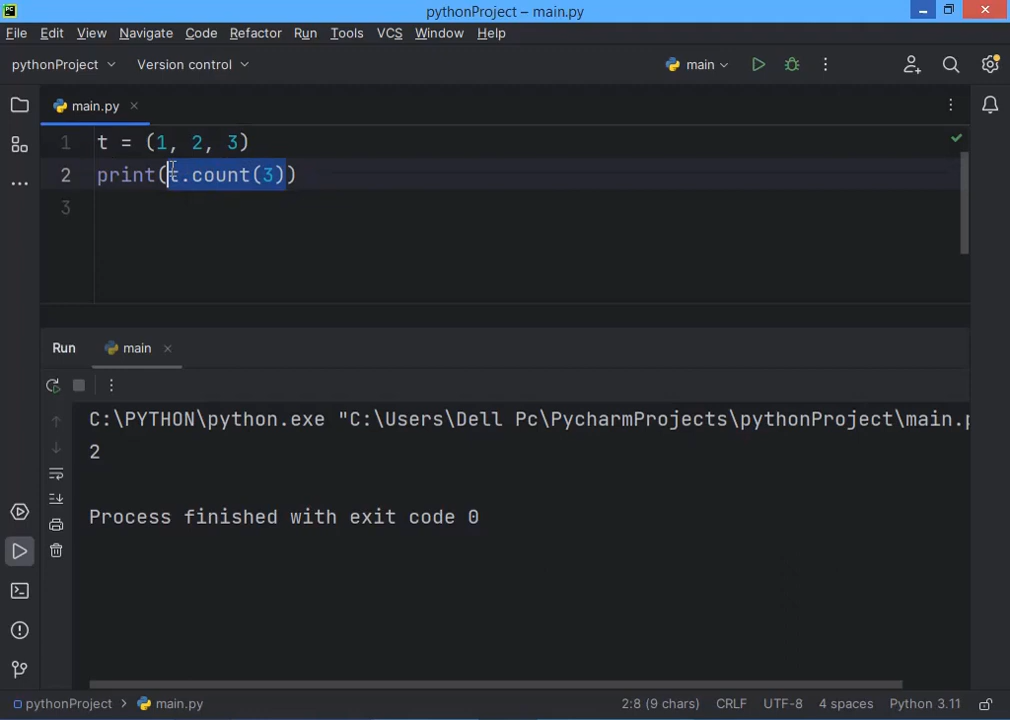 pythonProject – main.py
File Edit View Navigate Code Refactor Run Tools VCS Window Help
pythonProject Version control main
main.py
1 t = (1, 2, 3)
2 print(t.count(3))
3
Run main
C:\PYTHON\python.exe "C:\Users\Dell Pc\PycharmProjects\pythonProject\main.p
2
Process finished with exit code 0
pythonProject main.py 2:8 (9 chars) CRLF UTF-8 4 spaces Python 3.11